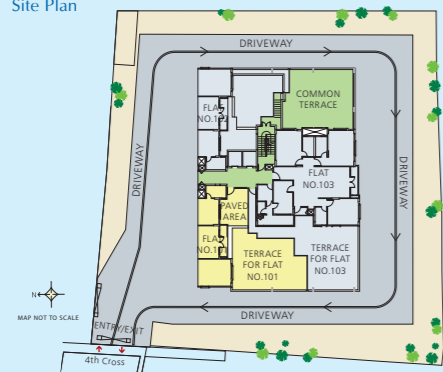 Site Plan
DRIVEWAY
COMMON
TERRACE
FLAT
NO.102
DRIVEWAY
FLAT
NO.103
DRIVEWAY
PAVED
AREA
FLAT
NO.101
TERRACE
FOR FLAT
NO.101
TERRACE
FOR FLAT
NO.103
N
MAP NOT TO SCALE
DRIVEWAY
ENTRY/EXIT
4th Cross